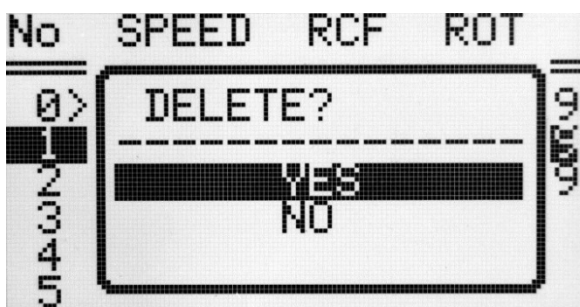 No SPEED RCF ROT
0> DELETE? 9
1
2 YES 9
3 NO
4
5